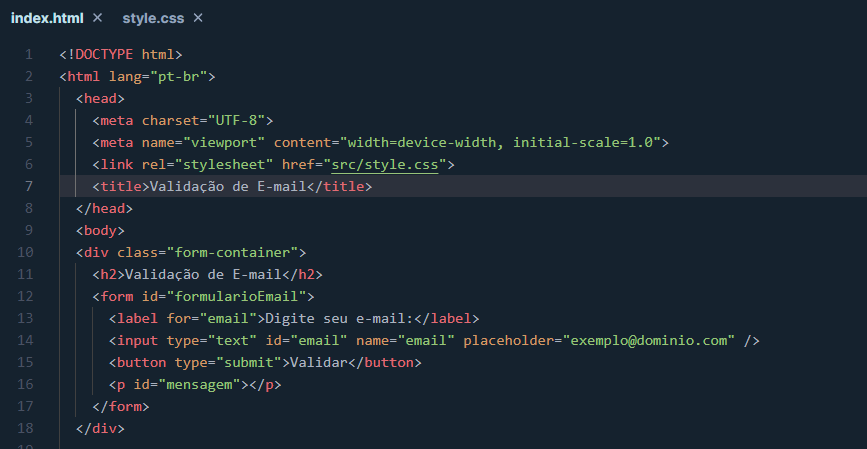 index.html × style.css ×
1 <!DOCTYPE html>
2 <html lang="pt-br">
3 <head>
4 <meta charset="UTF-8">
5 <meta name="viewport" content="width=device-width, initial-scale=1.0">
6 <link rel="stylesheet" href="src/style.css">
7 <title>Validação de E-mail</title>
8 </head>
9 <body>
10 <div class="form-container">
11 <h2>Validação de E-mail</h2>
12 <form id="formularioEmail">
13 <label for="email">Digite seu e-mail:</label>
14 <input type="text" id="email" name="email" placeholder="exemplo@dominio.com" />
15 <button type="submit">Validar</button>
16 <p id="mensagem"></p>
17 </form>
18 </div>